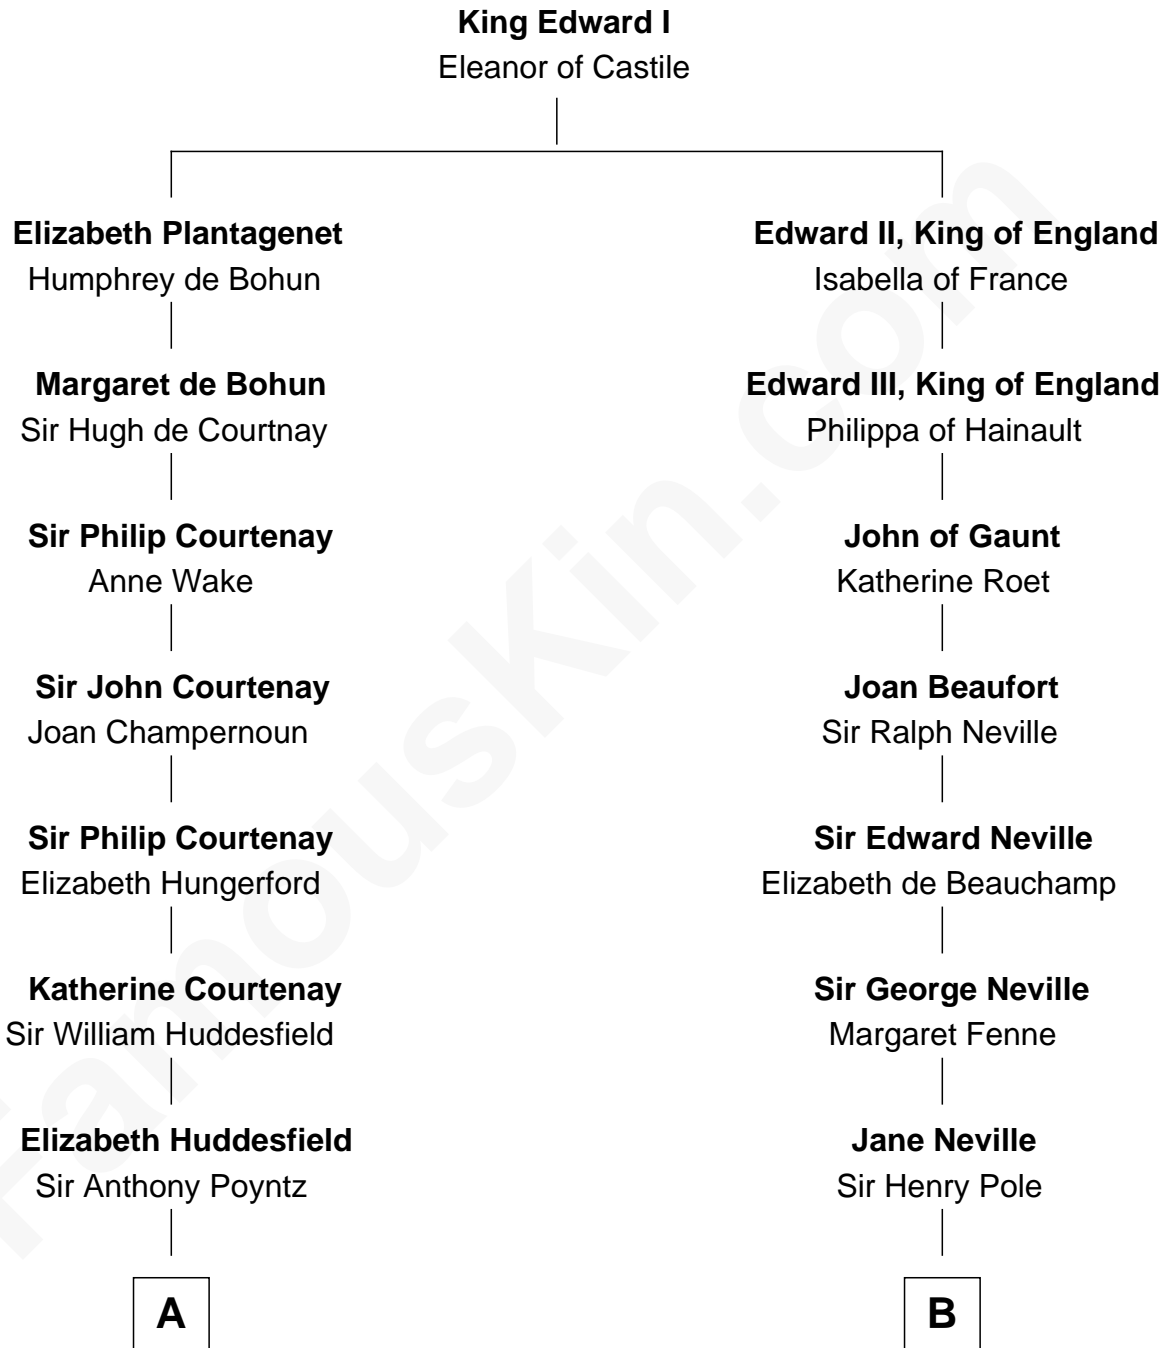 King Edward I
Eleanor of Castile
Elizabeth Plantagenet
Humphrey de Bohun
Edward II, King of England
Isabella of France
Margaret de Bohun
Sir Hugh de Courtnay
Edward III, King of England
Philippa of Hainault
Sir Philip Courtenay
Anne Wake
John of Gaunt
Katherine Roet
Sir John Courtenay
Joan Champernoun
Joan Beaufort
Sir Ralph Neville
Sir Philip Courtenay
Elizabeth Hungerford
Sir Edward Neville
Elizabeth de Beauchamp
Katherine Courtenay
Sir William Huddesfield
Sir George Neville
Margaret Fenne
Elizabeth Huddesfield
Sir Anthony Poyntz
Jane Neville
Sir Henry Pole
A
B
FamousKin.com